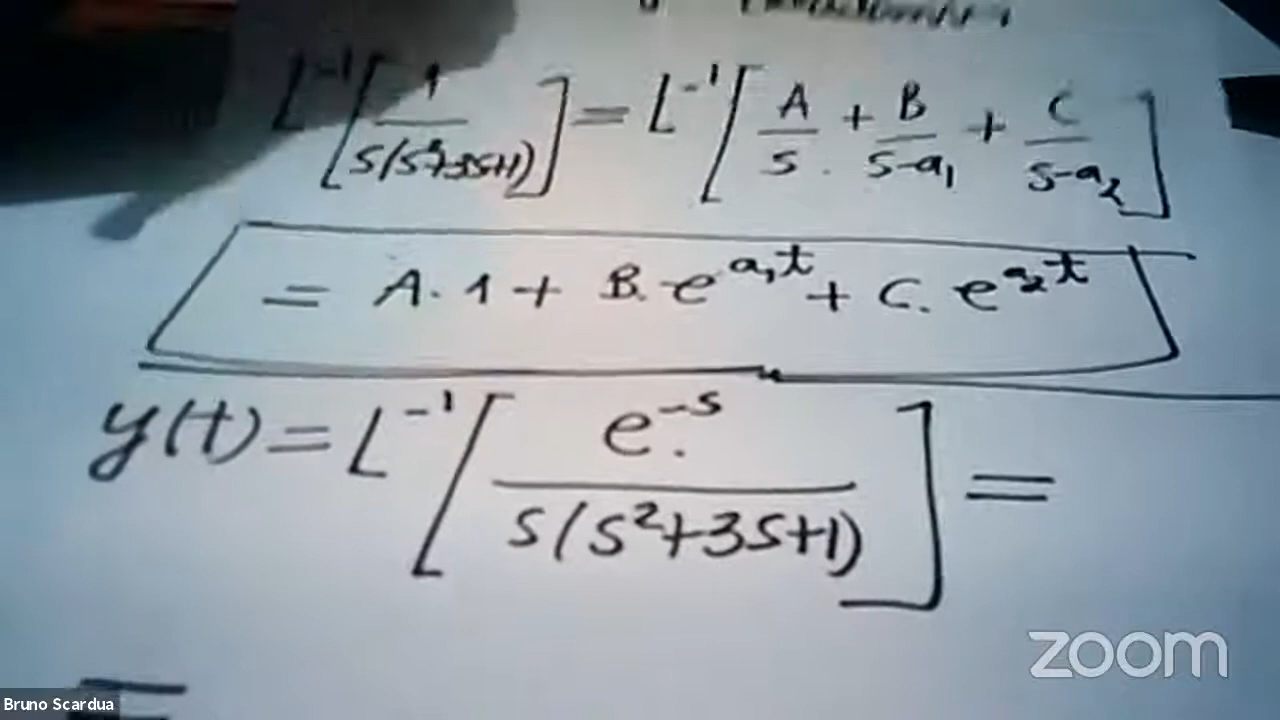 L⁻¹[1/s(s²+3s+1)] = L⁻¹[A/s + B/s-a₁ + C/s-a₂]
= A.1 + B.e^a₁t + C.e^a₂t
y(t) = L⁻¹[e^-s/s(s²+3s+1)] =
zoom
Bruno Scardua